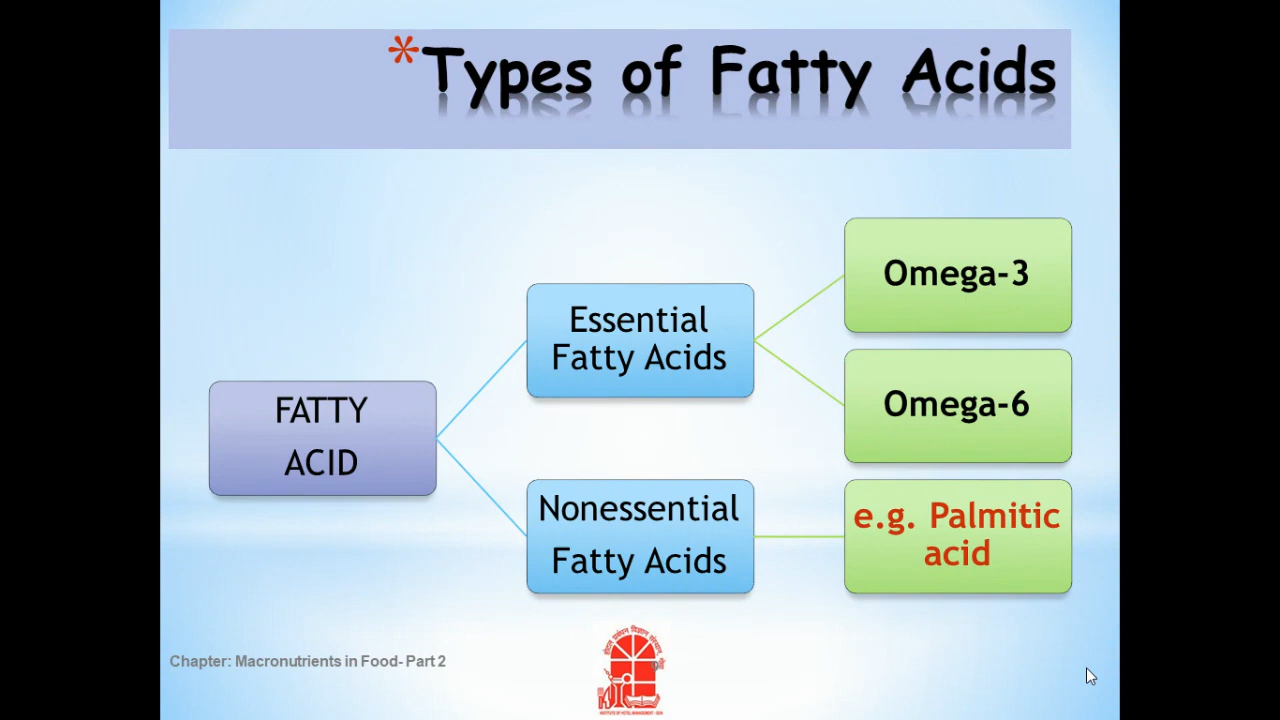 *Types of Fatty Acids
Omega-3
Essential
Fatty Acids
Omega-6
FATTY
ACID
Nonessential
Fatty Acids
e.g. Palmitic
acid
Chapter: Macronutrients in Food- Part 2
9